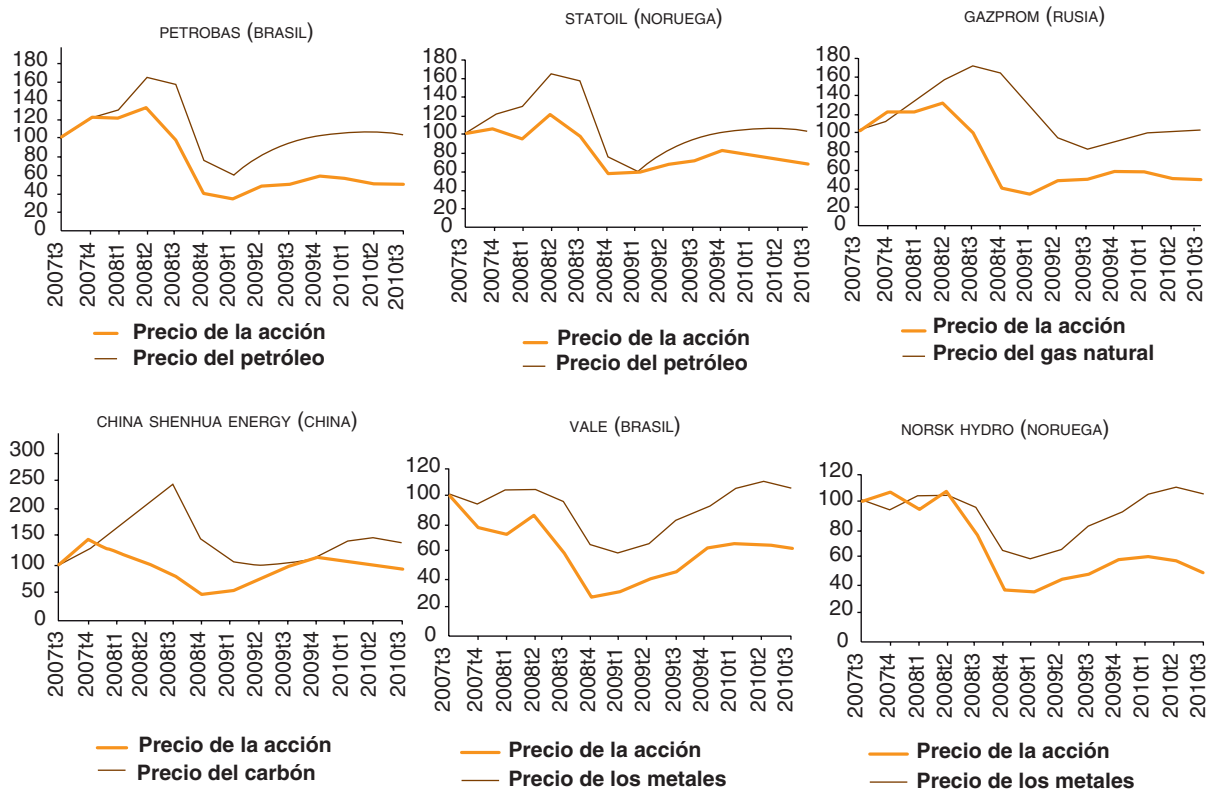 PETROBAS (BRASIL)
180
160
140
120
100
80
60
40
20
0
2007t3
2007t4
2008t1
2008t2
2008t3
2008t4
2009t1
2009t2
2009t3
2009t4
2010t1
2010t2
2010t3
Precio de la acción
Precio del petróleo
STATOIL (NORUEGA)
180
160
140
120
100
80
60
40
20
0
2007t3
2007t4
2008t1
2008t2
2008t3
2008t4
2009t1
2009t2
2009t3
2009t4
2010t1
2010t2
2010t3
Precio de la acción
Precio del petróleo
GAZPROM (RUSIA)
180
160
140
120
100
80
60
40
20
0
2007t3
2007t4
2008t1
2008t2
2008t3
2008t4
2009t1
2009t2
2009t3
2009t4
2010t1
2010t2
2010t3
Precio de la acción
Precio del gas natural
CHINA SHENHUA ENERGY (CHINA)
300
250
200
150
100
50
0
2007t3
2007t4
2008t1
2008t2
2008t3
2008t4
2009t1
2009t2
2009t3
2009t4
2010t1
2010t2
2010t3
Precio de la acción
Precio del carbón
VALE (BRASIL)
120
100
80
60
40
20
0
2007t3
2007t4
2008t1
2008t2
2008t3
2008t4
2009t1
2009t2
2009t3
2009t4
2010t1
2010t2
2010t3
Precio de la acción
Precio de los metales
NORSK HYDRO (NORUEGA)
120
100
80
60
40
20
0
2007t3
2007t4
2008t1
2008t2
2008t3
2008t4
2009t1
2009t2
2009t3
2009t4
2010t1
2010t2
2010t3
Precio de la acción
Precio de los metales